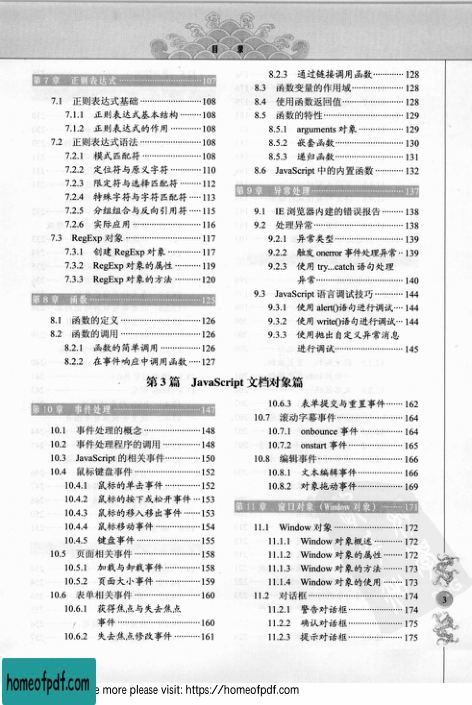 目 录
第 7 章 正则表达式 107
7.1 正则表达式基础 108
7.1.1 正则表达式基本结构 108
7.1.2 正则表达式的作用 108
7.2 正则表达式语法 108
7.2.1 模式匹配符 108
7.2.2 定位符与原义字符 110
7.2.3 限定符与选择匹配符 112
7.2.4 特殊字符与字符匹配 113
7.2.5 分组组合与反向引用符 115
7.2.6 实际应用 116
7.3 RegExp 对象 117
7.3.1 创建 RegExp 对象 117
7.3.2 RegExp 对象的属性 119
7.3.3 RegExp 对象的方法 120
第 8 章 函数 125
8.1 函数的定义 126
8.2 函数的调用 126
8.2.1 函数的简单调用 126
8.2.2 在事件响应中调用函数 127
8.2.3 通过链接调用函数 128
8.3 函数变量的作用域 128
8.4 使用函数返回值 128
8.5 函数的特性 129
8.5.1 arguments 对象 129
8.5.2 嵌套函数 130
8.5.3 递归函数 131
8.6 JavaScript 中的内置函数 132
第 9 章 异常处理 137
9.1 IE 浏览器内建的错误报告 138
9.2 处理异常 138
9.2.1 异常类型 139
9.2.2 触发 onerror 事件处理异常 139
9.2.3 使用 try...catch 语句处理
异常 140
9.3 JavaScript 语言调试技巧 144
9.3.1 使用 alert()语句进行调试 144
9.3.2 使用 write()语句进行调试 144
9.3.3 使用抛出自定义异常消息
进行调试 145
第 3 篇 JavaScript 文档对象篇
第 10 章 事件处理 147
10.1 事件处理的概念 148
10.2 事件处理程序的调用 148
10.3 JavaScript 的相关事件 150
10.4 鼠标键盘事件 152
10.4.1 鼠标的单击事件 152
10.4.2 鼠标的按下或松开事件 153
10.4.3 鼠标的移入移出事件 153
10.4.4 鼠标移动事件 154
10.4.5 键盘事件 155
10.5 页面相关事件 158
10.5.1 加载与卸载事件 158
10.5.2 页面大小事件 159
10.6 表单相关事件 160
10.6.1 获得焦点与失去焦点
事件 160
10.6.2 失去焦点修改事件 161
10.6.3 表单提交与重置事件 162
10.7 滚动字幕事件 164
10.7.1 onbounce 事件 164
10.7.2 onstart 事件 165
10.8 编辑事件 166
10.8.1 文本编辑事件 166
10.8.2 对象拖动事件 169
第 11 章 窗口对象（Window 对象） 171
11.1 Window 对象 172
11.1.1 Window 对象概述 172
11.1.2 Window 对象的属性 172
11.1.3 Window 对象的方法 173
11.1.4 Window 对象的使用 173
11.2 对话框 174
11.2.1 警告对话框 174
11.2.2 确认对话框 175
11.2.3 提示对话框 175
3
homeofpdf.com
e more please visit: https://homeofpdf.com